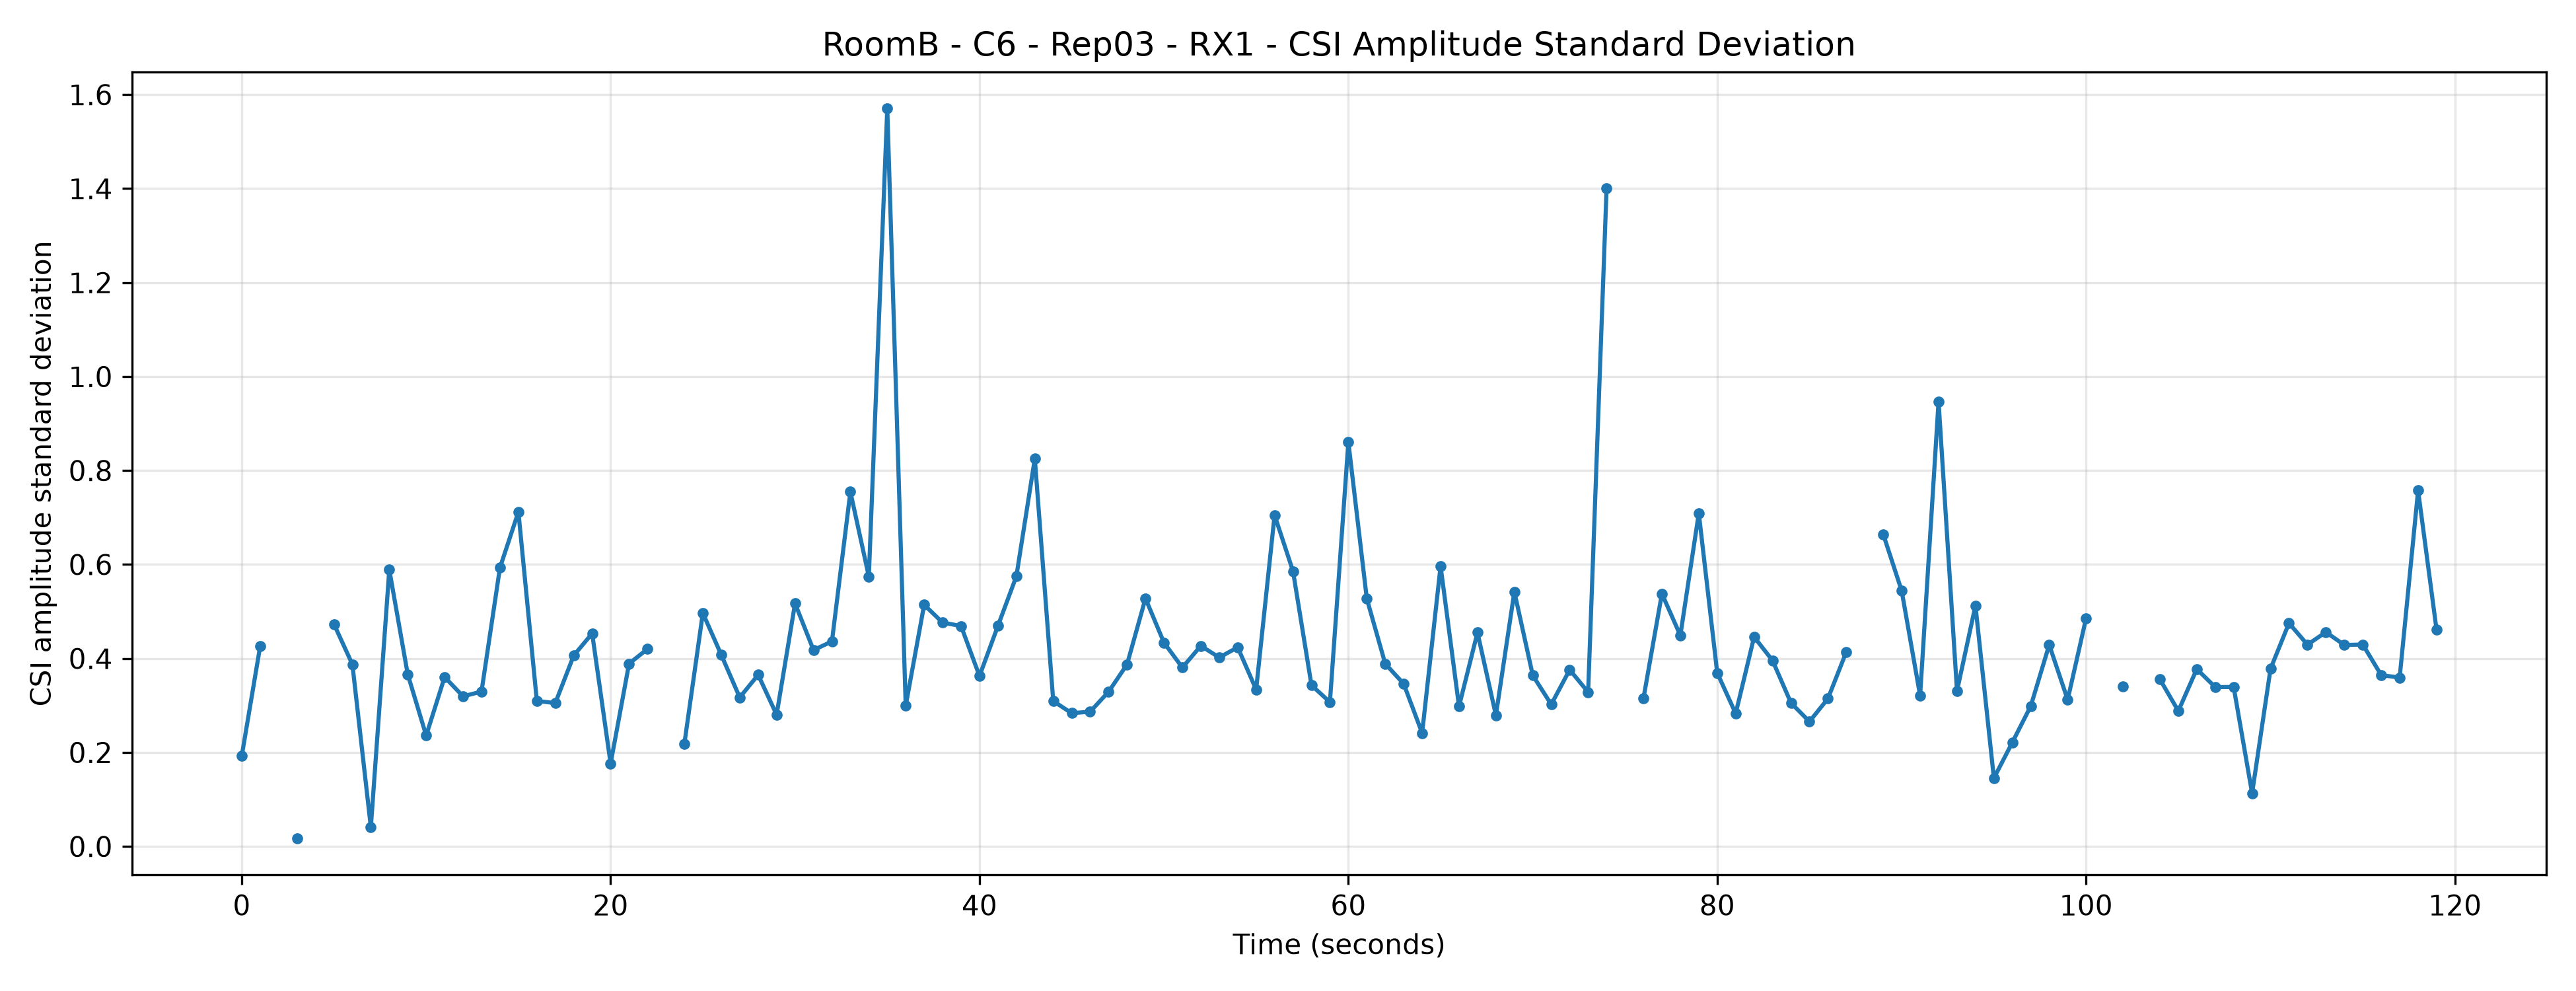 RoomB - C6 - Rep03 - RX1 - CSI Amplitude Standard Deviation
CSI amplitude standard deviation
1.6
1.4
1.2
1.0
0.8
0.6
0.4
0.2
0.0
0 20 40 60 80 100 120
Time (seconds)